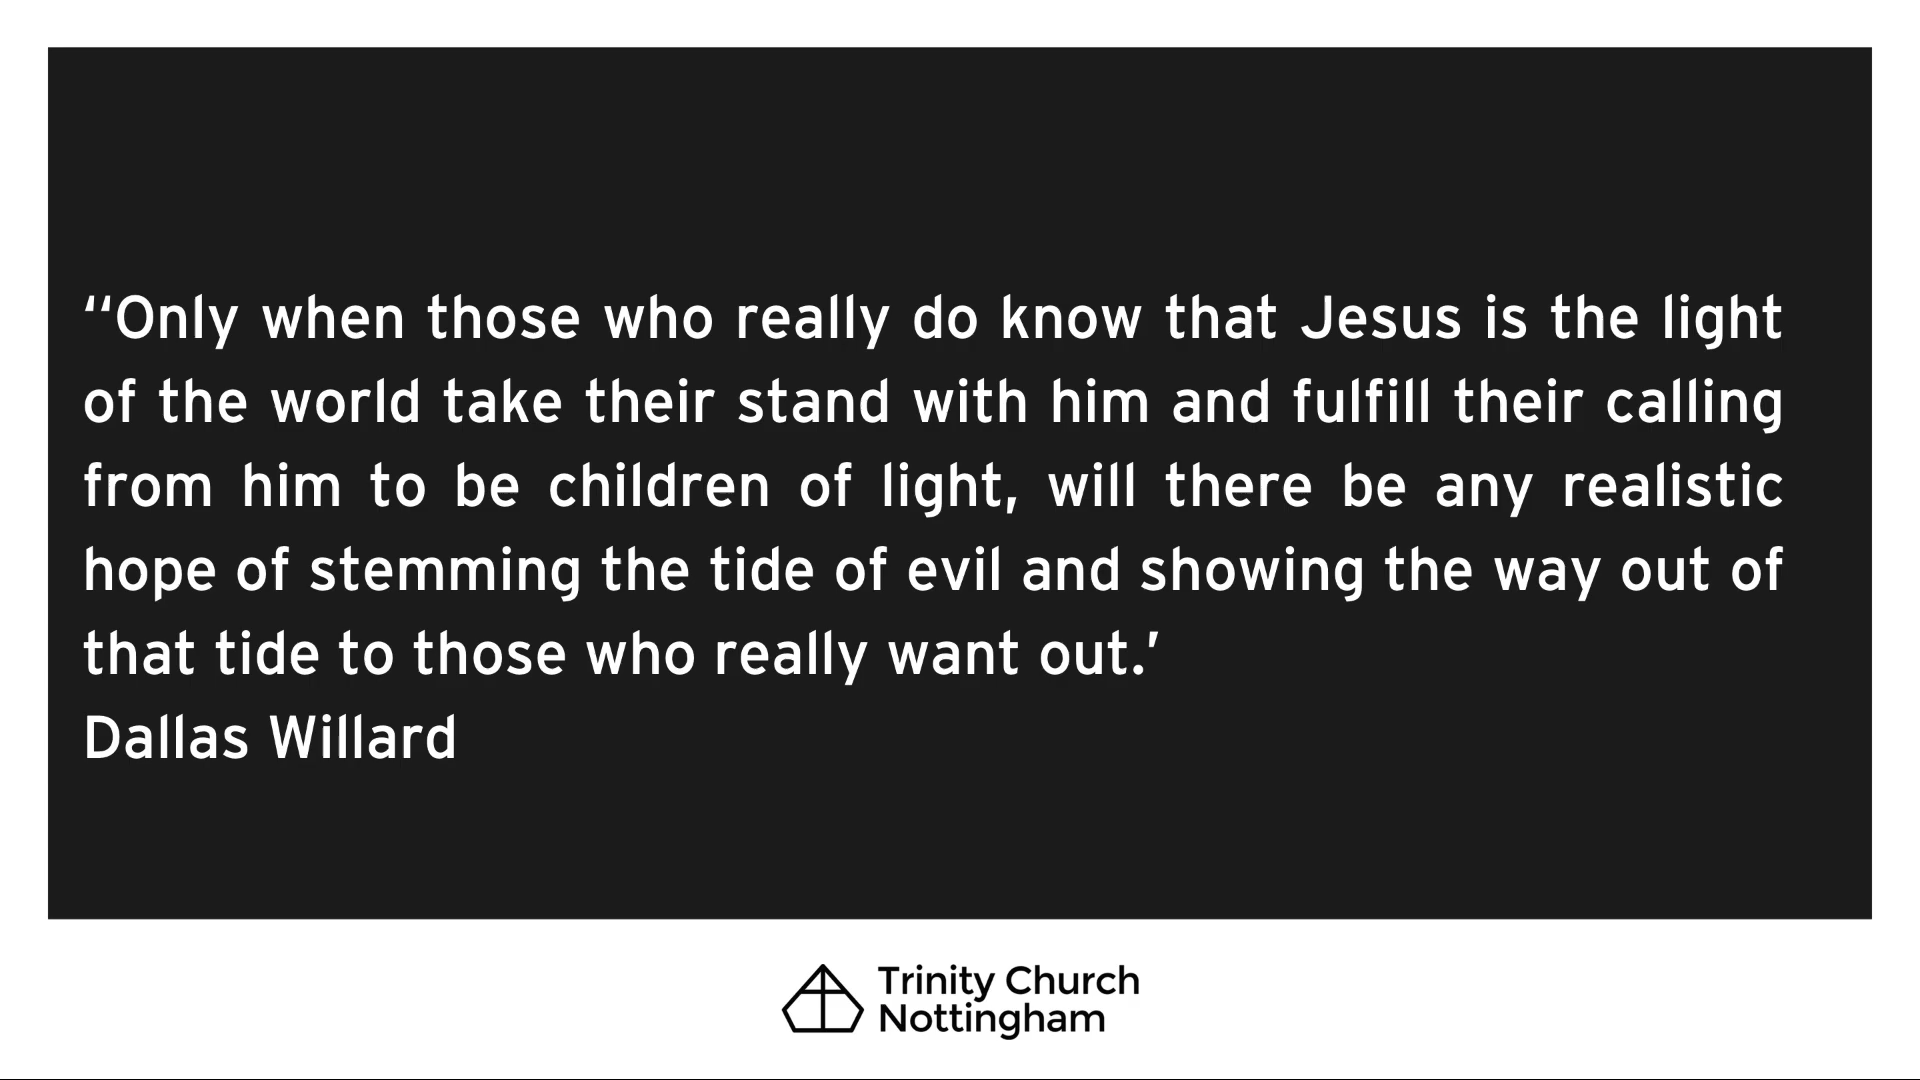 “Only when those who really do know that Jesus is the light
of the world take their stand with him and fulfill their calling
from him to be children of light, will there be any realistic
hope of stemming the tide of evil and showing the way out of
that tide to those who really want out.’
Dallas Willard
Trinity Church
Nottingham